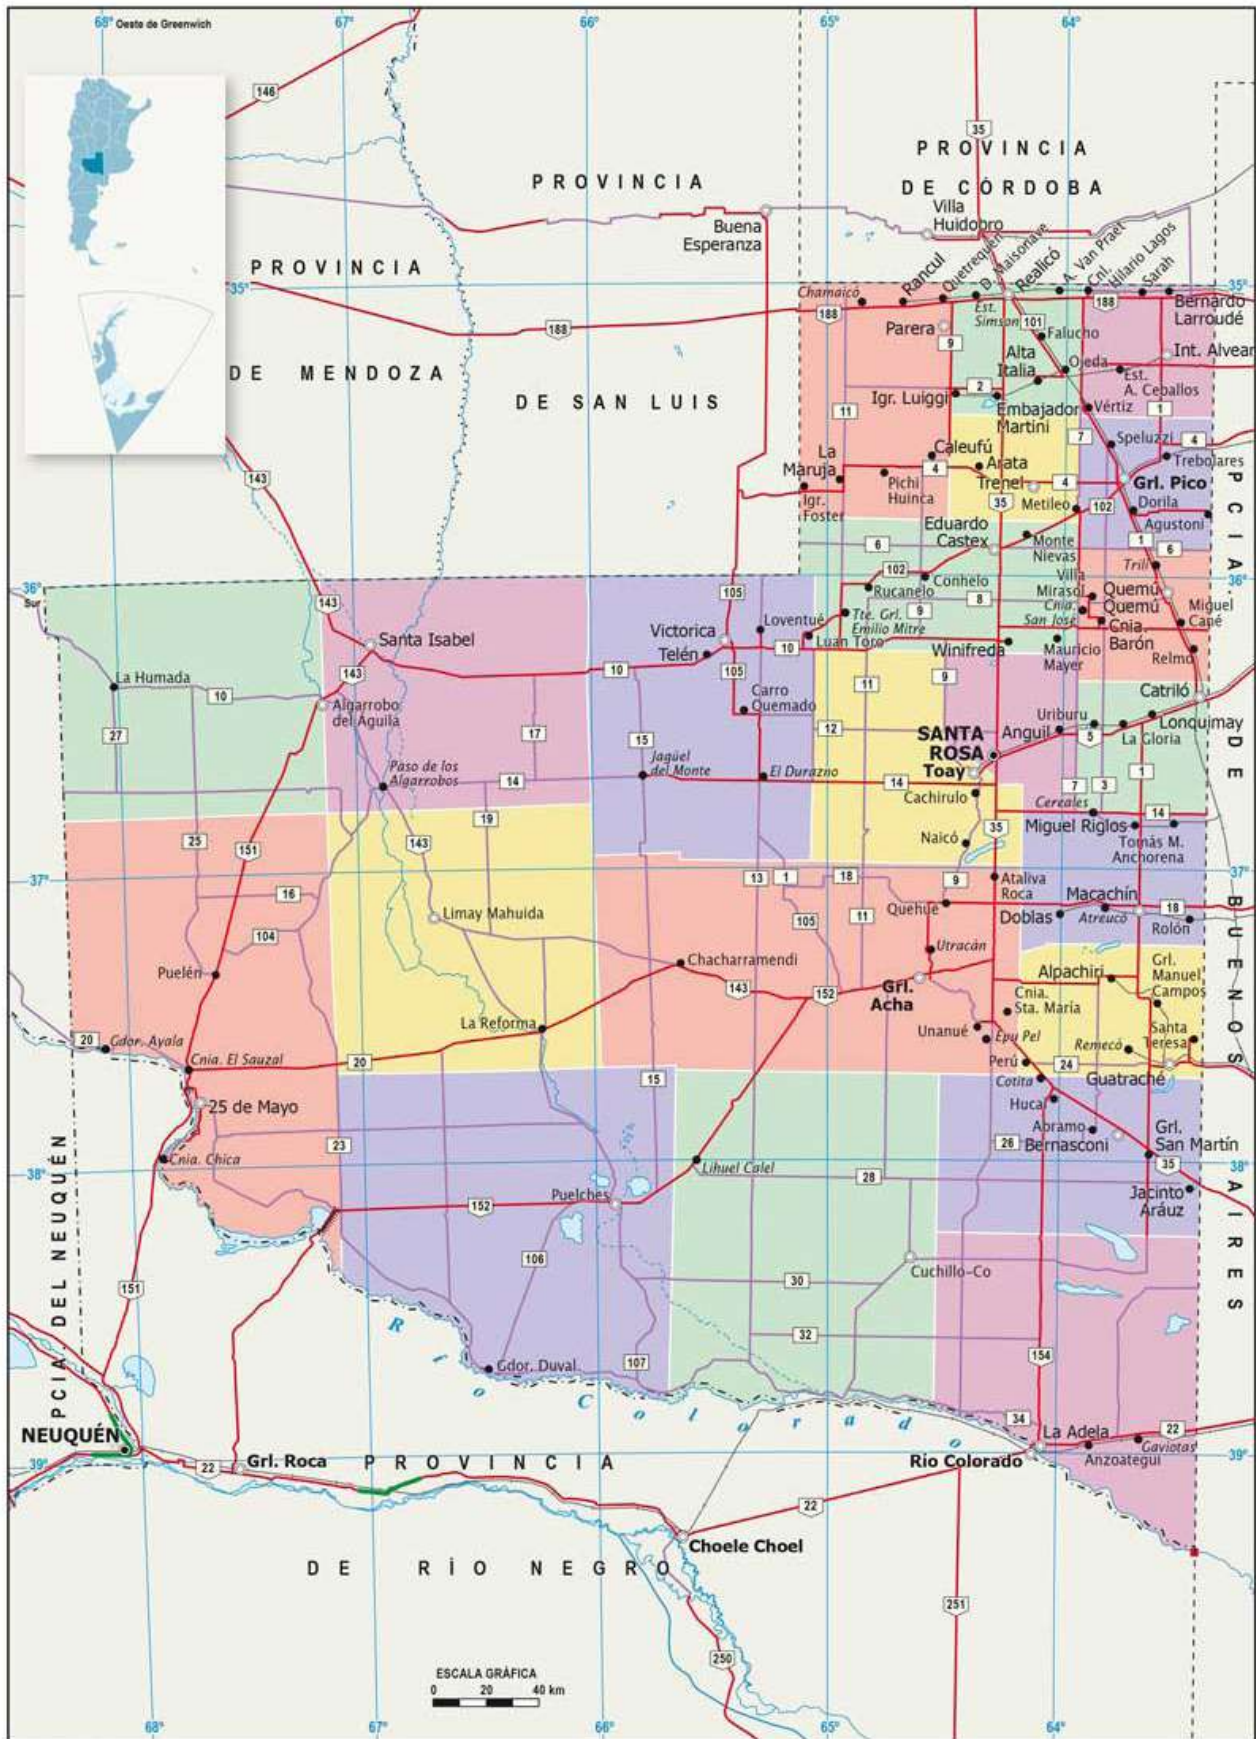 68° Oeste de Greenwich
67°
66°
65°
64°
146
35
PROVINCIA
DE CÓRDOBA
PROVINCIA
Villa
Huidobro
Buena
Esperanza
PROVINCIA
35°
Quetrequén
D. Maisonave
Realicó
A. Van Praet
Cnl.
Hilario Lagos
Sarah
35°
Chamaicó
Rancul
188
188
188
Est.
Simson
101
Bernardo
Larroudé
Parera
Falucho
9
Int. Alvear
DE MENDOZA
DE SAN LUIS
Alta
Italia
Ojeda
Est.
A. Ceballos
2
Igr. Luiggi
11
Embajador
Martini
Vértiz
1
7
Speluzzi
4
Caleufú
Trebolares
La
Maruja
4
Arata
Trenel
4
Grl. Pico
143
Pichi
Huinca
Igr.
Foster
35
Metileo
102
Dorila
Agustoni
Eduardo
Castex
6
Monte
Nievas
1
6
Trili
36°
36°
Sur
102
Conhelo
Villa
Mirasol
Quemú
Quemú
105
Rucanelo
8
Miguel
Cané
143
Loventué
Tte. Grl.
Emilio Mitre
9
Cnia.
San José
Cnia.
Barón
Santa Isabel
Victorica
Luan Toro
Winifreda
Mauricio
Mayer
Relmo
Telén
10
10
143
105
9
La Humada
10
Algarrobo
del Águila
Carro
Quemado
11
Catriló
Uriburu
Lonquimay
27
17
15
12
SANTA
ROSA
Anguil
5
La Gloria
Paso de los
Algarrobos
Jagüel
del Monte
El Durazno
Toay
1
14
14
7
3
Cachirulo
Cereales
14
19
Miguel Riglos
25
151
143
Naicó
35
Tomás M.
Anchorena
37°
37°
13
1
18
9
Ataliva
Roca
16
Macachín
Limay Mahuida
105
11
Quehué
Doblas
Atreucó
18
Rolón
104
Utracán
Puelén
Chacharramendi
Grl.
Manuel
Campos
Alpachiri
143
152
Grl.
Acha
Cnia.
Sta. María
La Reforma
Unanué
Epu Pel
Santa
Teresa
20
Gdor. Ayala
Remecó
Cnia. El Sauzal
20
Perú
24
15
Cotita
Guatraché
25 de Mayo
Hucal
Abramo
Grl.
San Martín
23
26
Bernasconi
Cnia. Chica
38°
38°
Lihuel Calel
35
28
Jacinto
Aráuz
Puelches
152
106
Cuchillo-Co
151
30
Río Colorado
32
154
Gdor. Duval
107
34
22
La Adela
NEUQUÉN
Gaviotas
39°
39°
Grl. Roca
PROVINCIA
Río Colorado
Anzoategui
22
22
Choele Choel
DE RÍO NEGRO
251
250
ESCALA GRÁFICA
0 20 40 km
68°
67°
66°
65°
64°
PCIA. DEL NEUQUÉN
PCIA. DE BUENOS AIRES